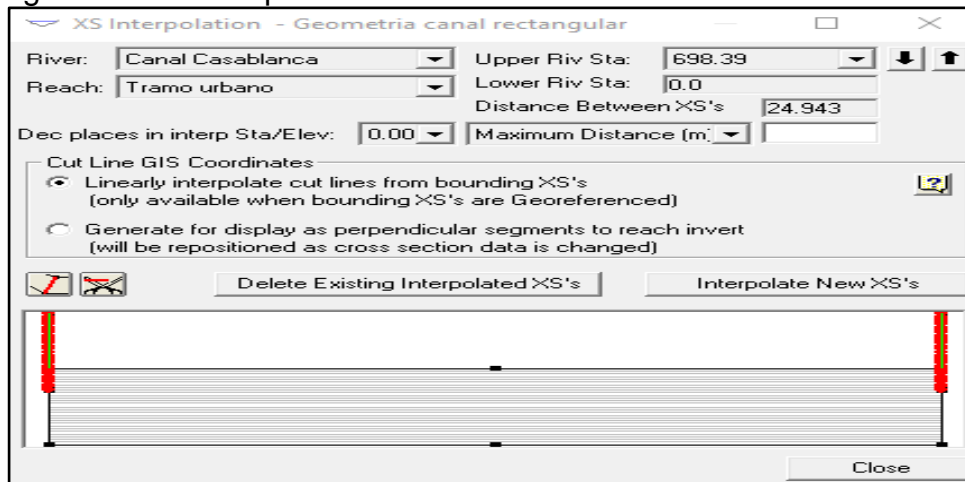 XS Interpolation - Geometria canal rectangular
River: Canal Casablanca Upper Riv Sta: 698.39
Reach: Tramo urbano Lower Riv Sta: 0.0
Distance Between XS's 24.943
Dec places in interp Sta/Elev: 0.00 Maximum Distance (m)
Cut Line GIS Coordinates
Linearly interpolate cut lines from bounding XS's
(only available when bounding XS's are Georeferenced)
Generate for display as perpendicular segments to reach invert
(will be repositioned as cross section data is changed)
Delete Existing Interpolated XS's Interpolate New XS's
Close